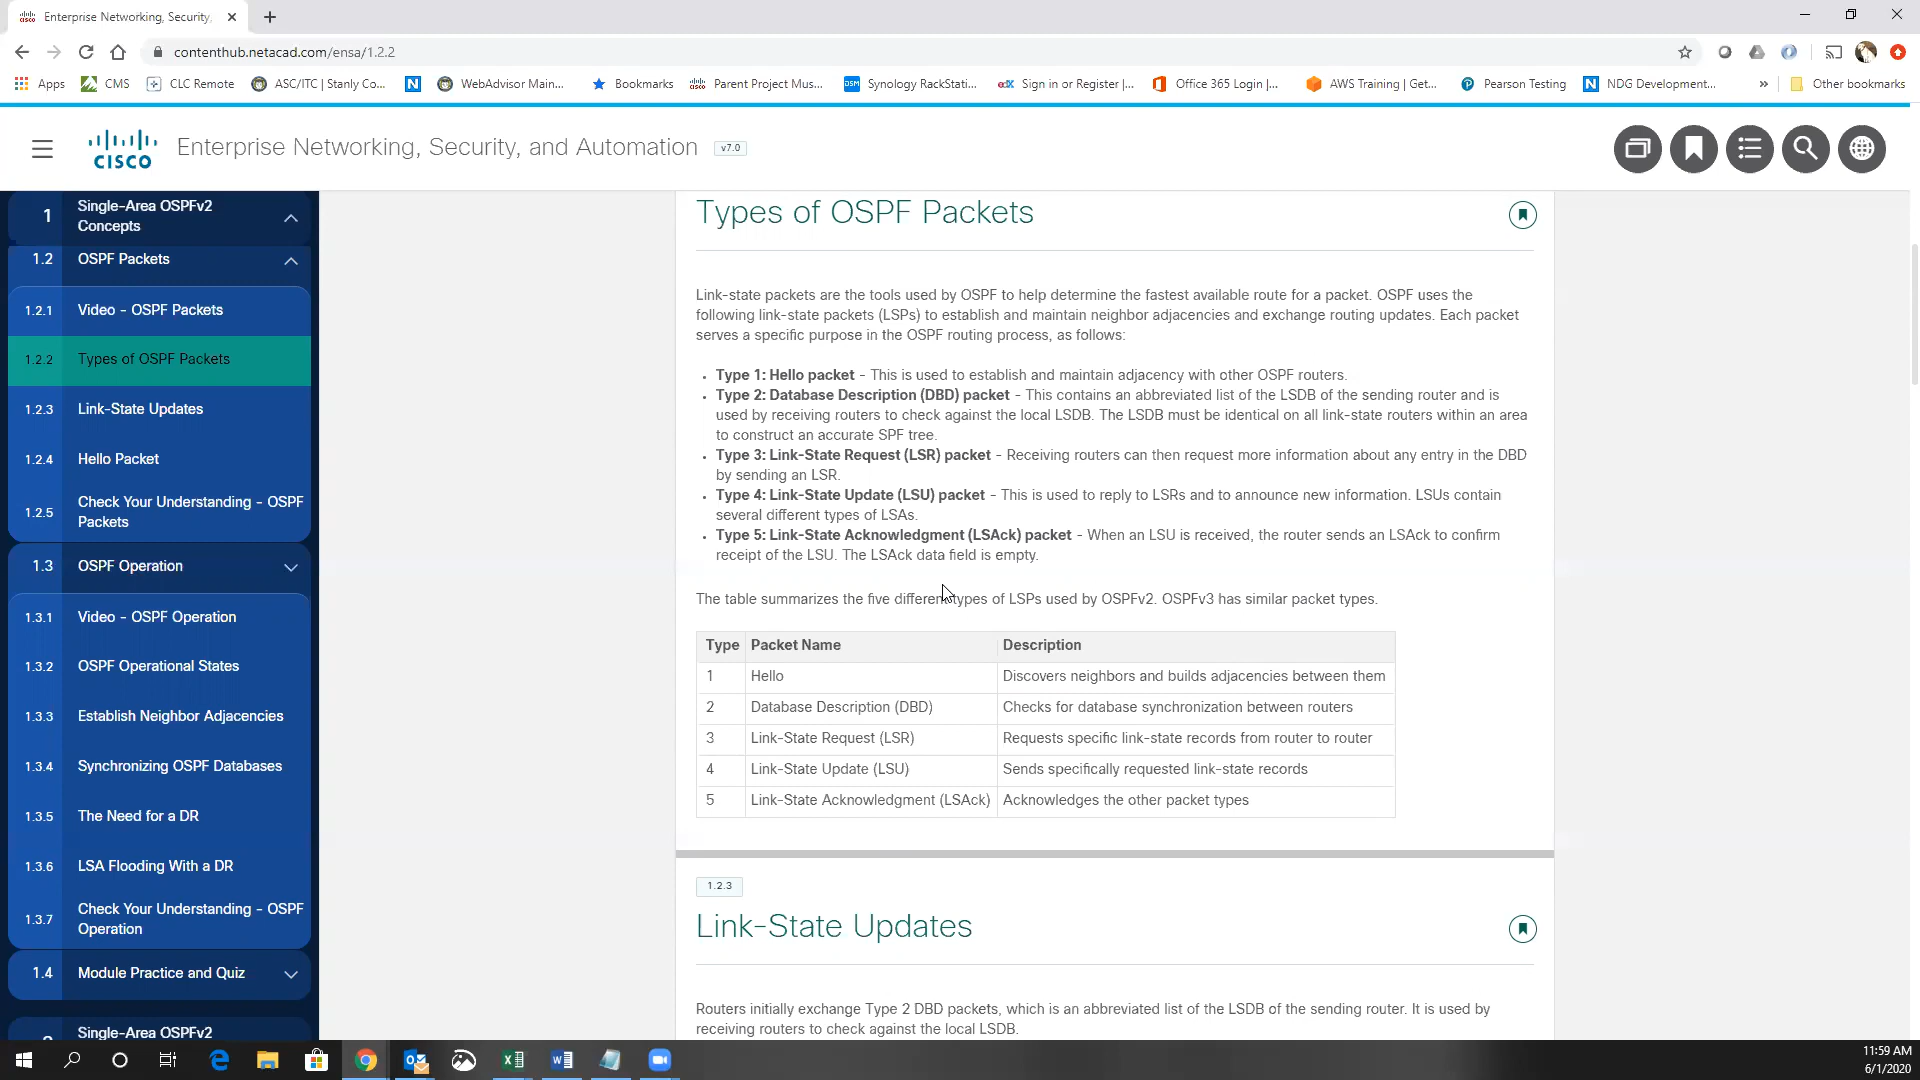 Enterprise Networking, Security,
contenthub.netacad.com/ensa/1.2.2
Apps CMS CLC Remote ASC/ITC | Stanly Co... WebAdvisor Main... Bookmarks Parent Project Mus... Synology RackStati... Sign in or Register |... Office 365 Login |... AWS Training | Get... Pearson Testing NDG Development... » Other bookmarks
CISCO Enterprise Networking, Security, and Automation v7.0
1 Single-Area OSPFv2
Concepts
1.2 OSPF Packets
1.2.1 Video - OSPF Packets
1.2.2 Types of OSPF Packets
1.2.3 Link-State Updates
1.2.4 Hello Packet
1.2.5 Check Your Understanding - OSPF
Packets
1.3 OSPF Operation
1.3.1 Video - OSPF Operation
1.3.2 OSPF Operational States
1.3.3 Establish Neighbor Adjacencies
1.3.4 Synchronizing OSPF Databases
1.3.5 The Need for a DR
1.3.6 LSA Flooding With a DR
1.3.7 Check Your Understanding - OSPF
Operation
1.4 Module Practice and Quiz
Single-Area OSPFv2
Types of OSPF Packets
Link-state packets are the tools used by OSPF to help determine the fastest available route for a packet. OSPF uses the
following link-state packets (LSPs) to establish and maintain neighbor adjacencies and exchange routing updates. Each packet
serves a specific purpose in the OSPF routing process, as follows:
• Type 1: Hello packet - This is used to establish and maintain adjacency with other OSPF routers.
• Type 2: Database Description (DBD) packet - This contains an abbreviated list of the LSDB of the sending router and is
used by receiving routers to check against the local LSDB. The LSDB must be identical on all link-state routers within an area
to construct an accurate SPF tree.
• Type 3: Link-State Request (LSR) packet - Receiving routers can then request more information about any entry in the DBD
by sending an LSR.
• Type 4: Link-State Update (LSU) packet - This is used to reply to LSRs and to announce new information. LSUs contain
several different types of LSAs.
• Type 5: Link-State Acknowledgment (LSAck) packet - When an LSU is received, the router sends an LSAck to confirm
receipt of the LSU. The LSAck data field is empty.
The table summarizes the five different types of LSPs used by OSPFv2. OSPFv3 has similar packet types.
Type Packet Name Description
1 Hello Discovers neighbors and builds adjacencies between them
2 Database Description (DBD) Checks for database synchronization between routers
3 Link-State Request (LSR) Requests specific link-state records from router to router
4 Link-State Update (LSU) Sends specifically requested link-state records
5 Link-State Acknowledgment (LSAck) Acknowledges the other packet types
1.2.3
Link-State Updates
Routers initially exchange Type 2 DBD packets, which is an abbreviated list of the LSDB of the sending router. It is used by
receiving routers to check against the local LSDB.
11:59 AM
6/1/2020